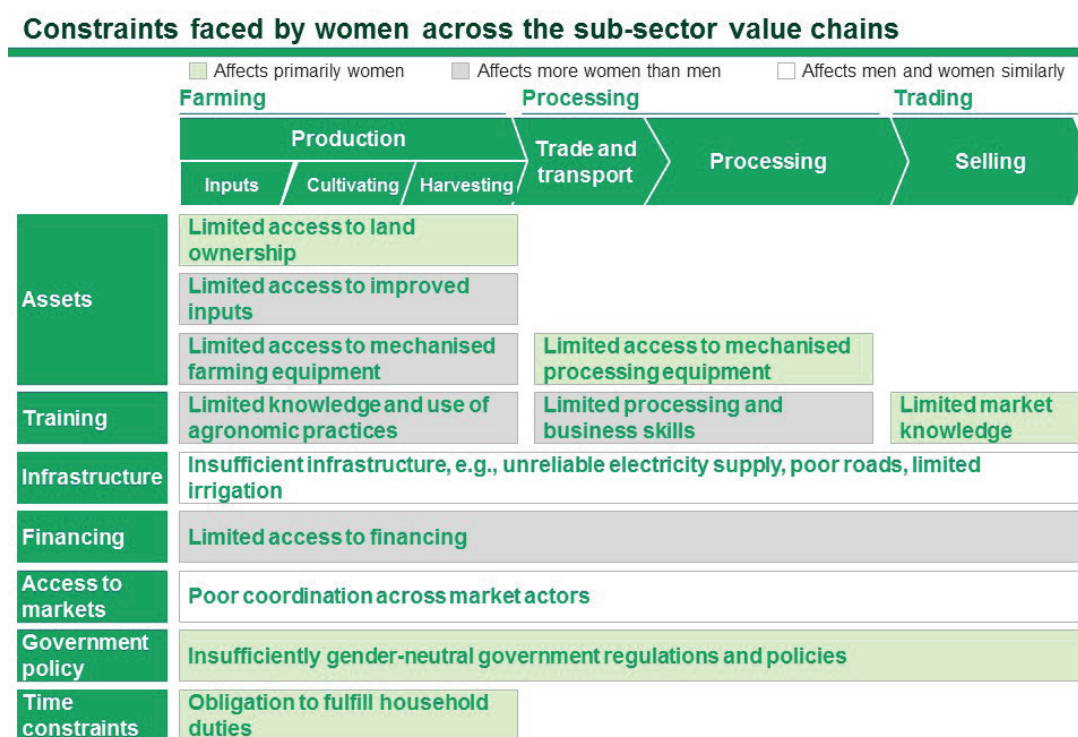 Constraints faced by women across the sub-sector value chains
Affects primarily women
Affects more women than men
Affects men and women similarly
Farming
Processing
Trading
Production
Inputs
Cultivating
Harvesting
Trade and
transport
Processing
Selling
Assets
Limited access to land
ownership
Limited access to improved
inputs
Limited access to mechanised
farming equipment
Limited access to mechanised
processing equipment
Training
Limited knowledge and use of
agronomic practices
Limited processing and
business skills
Limited market
knowledge
Infrastructure
Insufficient infrastructure, e.g., unreliable electricity supply, poor roads, limited
irrigation
Financing
Limited access to financing
Access to
markets
Poor coordination across market actors
Government
policy
Insufficiently gender-neutral government regulations and policies
Time
constraints
Obligation to fulfill household
duties